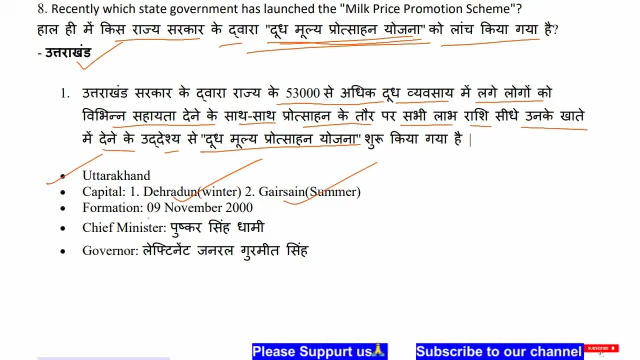 8. Recently which state government has launched the "Milk Price Promotion Scheme"?
हाल ही में किस राज्य सरकार के द्वारा "दूध मूल्य प्रोत्साहन योजना" को लांच किया गया है?
- उत्तराखंड
1. उत्तराखंड सरकार के द्वारा राज्य के 53000 से अधिक दूध व्यवसाय में लगे लोगों को
विभिन्न सहायता देने के साथ-साथ प्रोत्साहन के तौर पर सभी लाभ राशि सीधे उनके खाते
में देने के उद्देश्य से "दूध मूल्य प्रोत्साहन योजना" शुरू किया गया है |
• Uttarakhand
• Capital: 1. Dehradun(winter) 2. Gairsain(Summer)
• Formation: 09 November 2000
• Chief Minister: पुष्कर सिंह धामी
• Governor: लेफ्टिनेंट जनरल गुरमीत सिंह
Please Suppurt us🙏 Subscribe to our channel